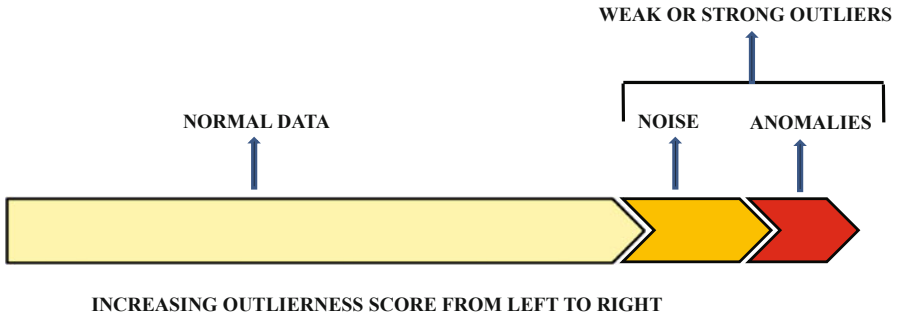 WEAK OR STRONG OUTLIERS
NORMAL DATA
NOISE
ANOMALIES
INCREASING OUTLIERNESS SCORE FROM LEFT TO RIGHT